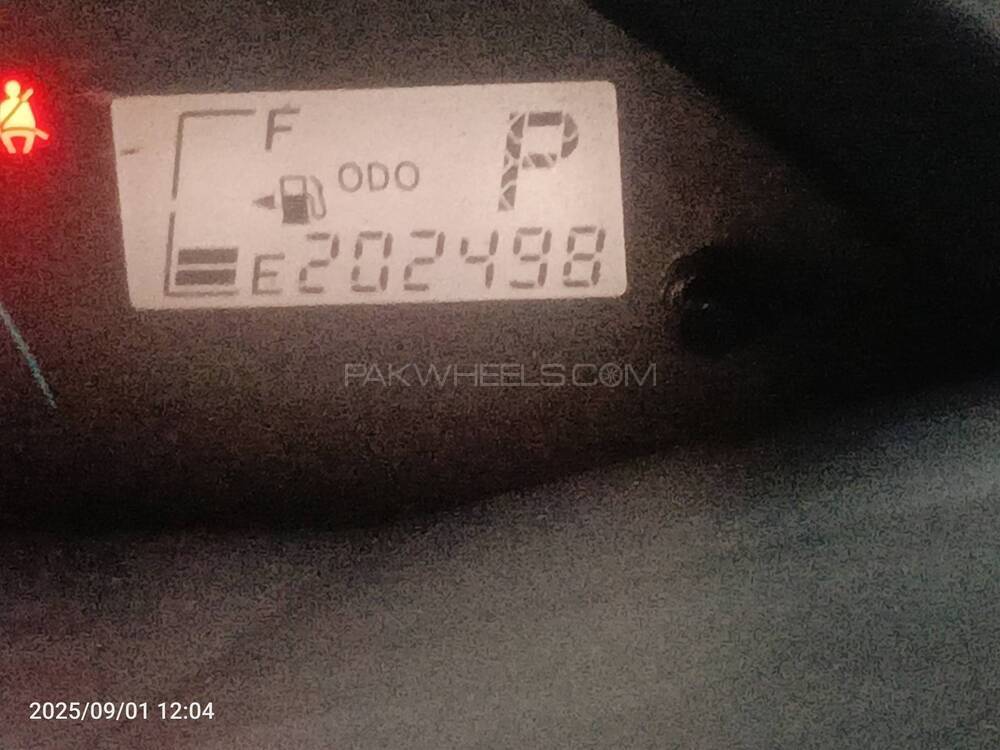 F
P
ODO
E 202498
PAKWHEELS.COM
2025/09/01 12:04